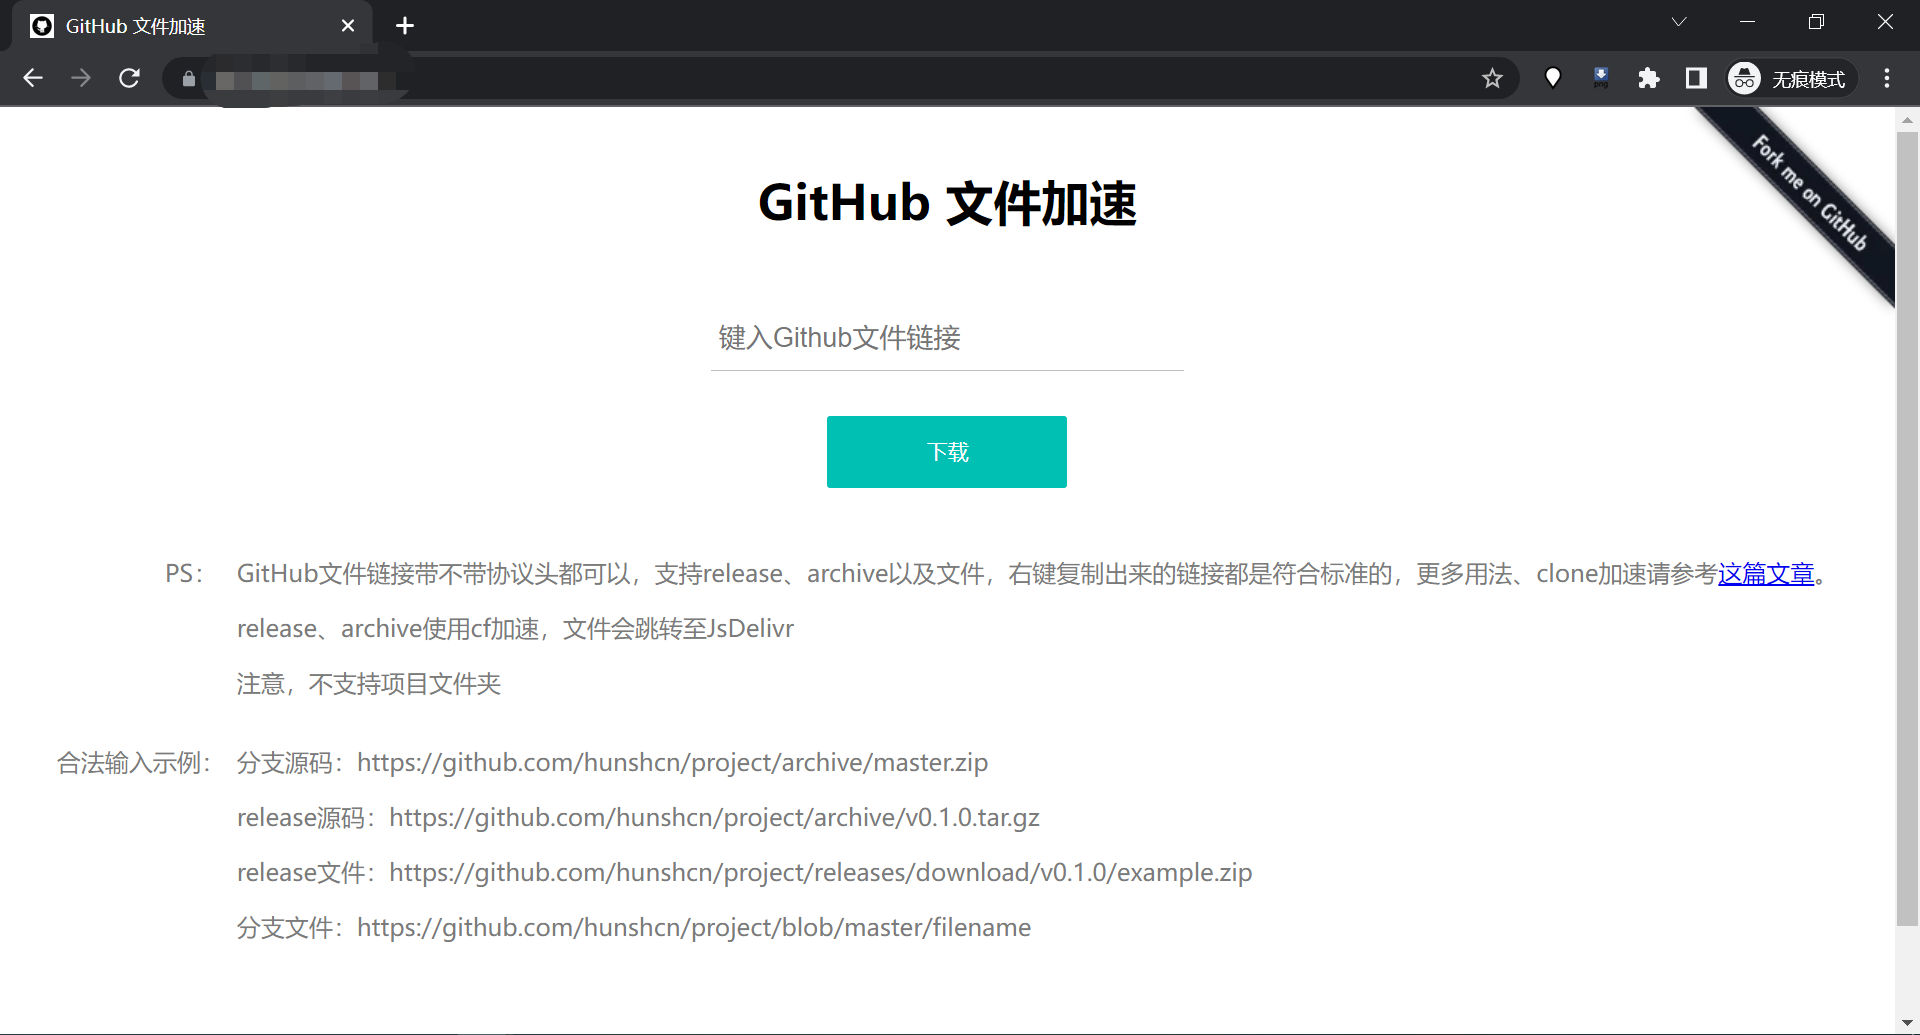 GitHub 文件加速
无痕模式
Fork me on GitHub
GitHub 文件加速
键入Github文件链接
下载
PS： GitHub文件链接带不带协议头都可以，支持release、archive以及文件，右键复制出来的链接都是符合标准的，更多用法、clone加速请参考这篇文章。
release、archive使用cf加速，文件会跳转至JsDelivr
注意，不支持项目文件夹
合法输入示例： 分支源码：https://github.com/hunshcn/project/archive/master.zip
release源码：https://github.com/hunshcn/project/archive/v0.1.0.tar.gz
release文件：https://github.com/hunshcn/project/releases/download/v0.1.0/example.zip
分支文件：https://github.com/hunshcn/project/blob/master/filename